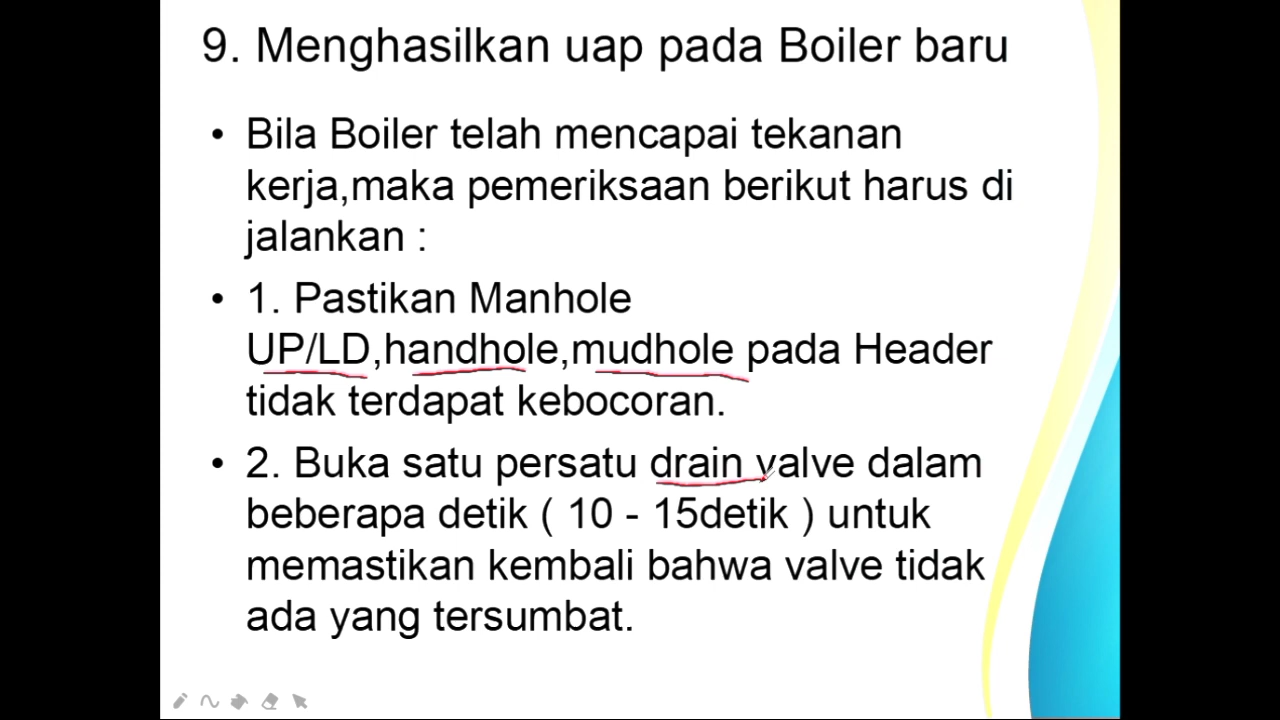 9. Menghasilkan uap pada Boiler baru
• Bila Boiler telah mencapai tekanan
kerja,maka pemeriksaan berikut harus di
jalankan :
• 1. Pastikan Manhole
UP/LD,handhole,mudhole pada Header
tidak terdapat kebocoran.
• 2. Buka satu persatu drain valve dalam
beberapa detik ( 10 - 15detik ) untuk
memastikan kembali bahwa valve tidak
ada yang tersumbat.